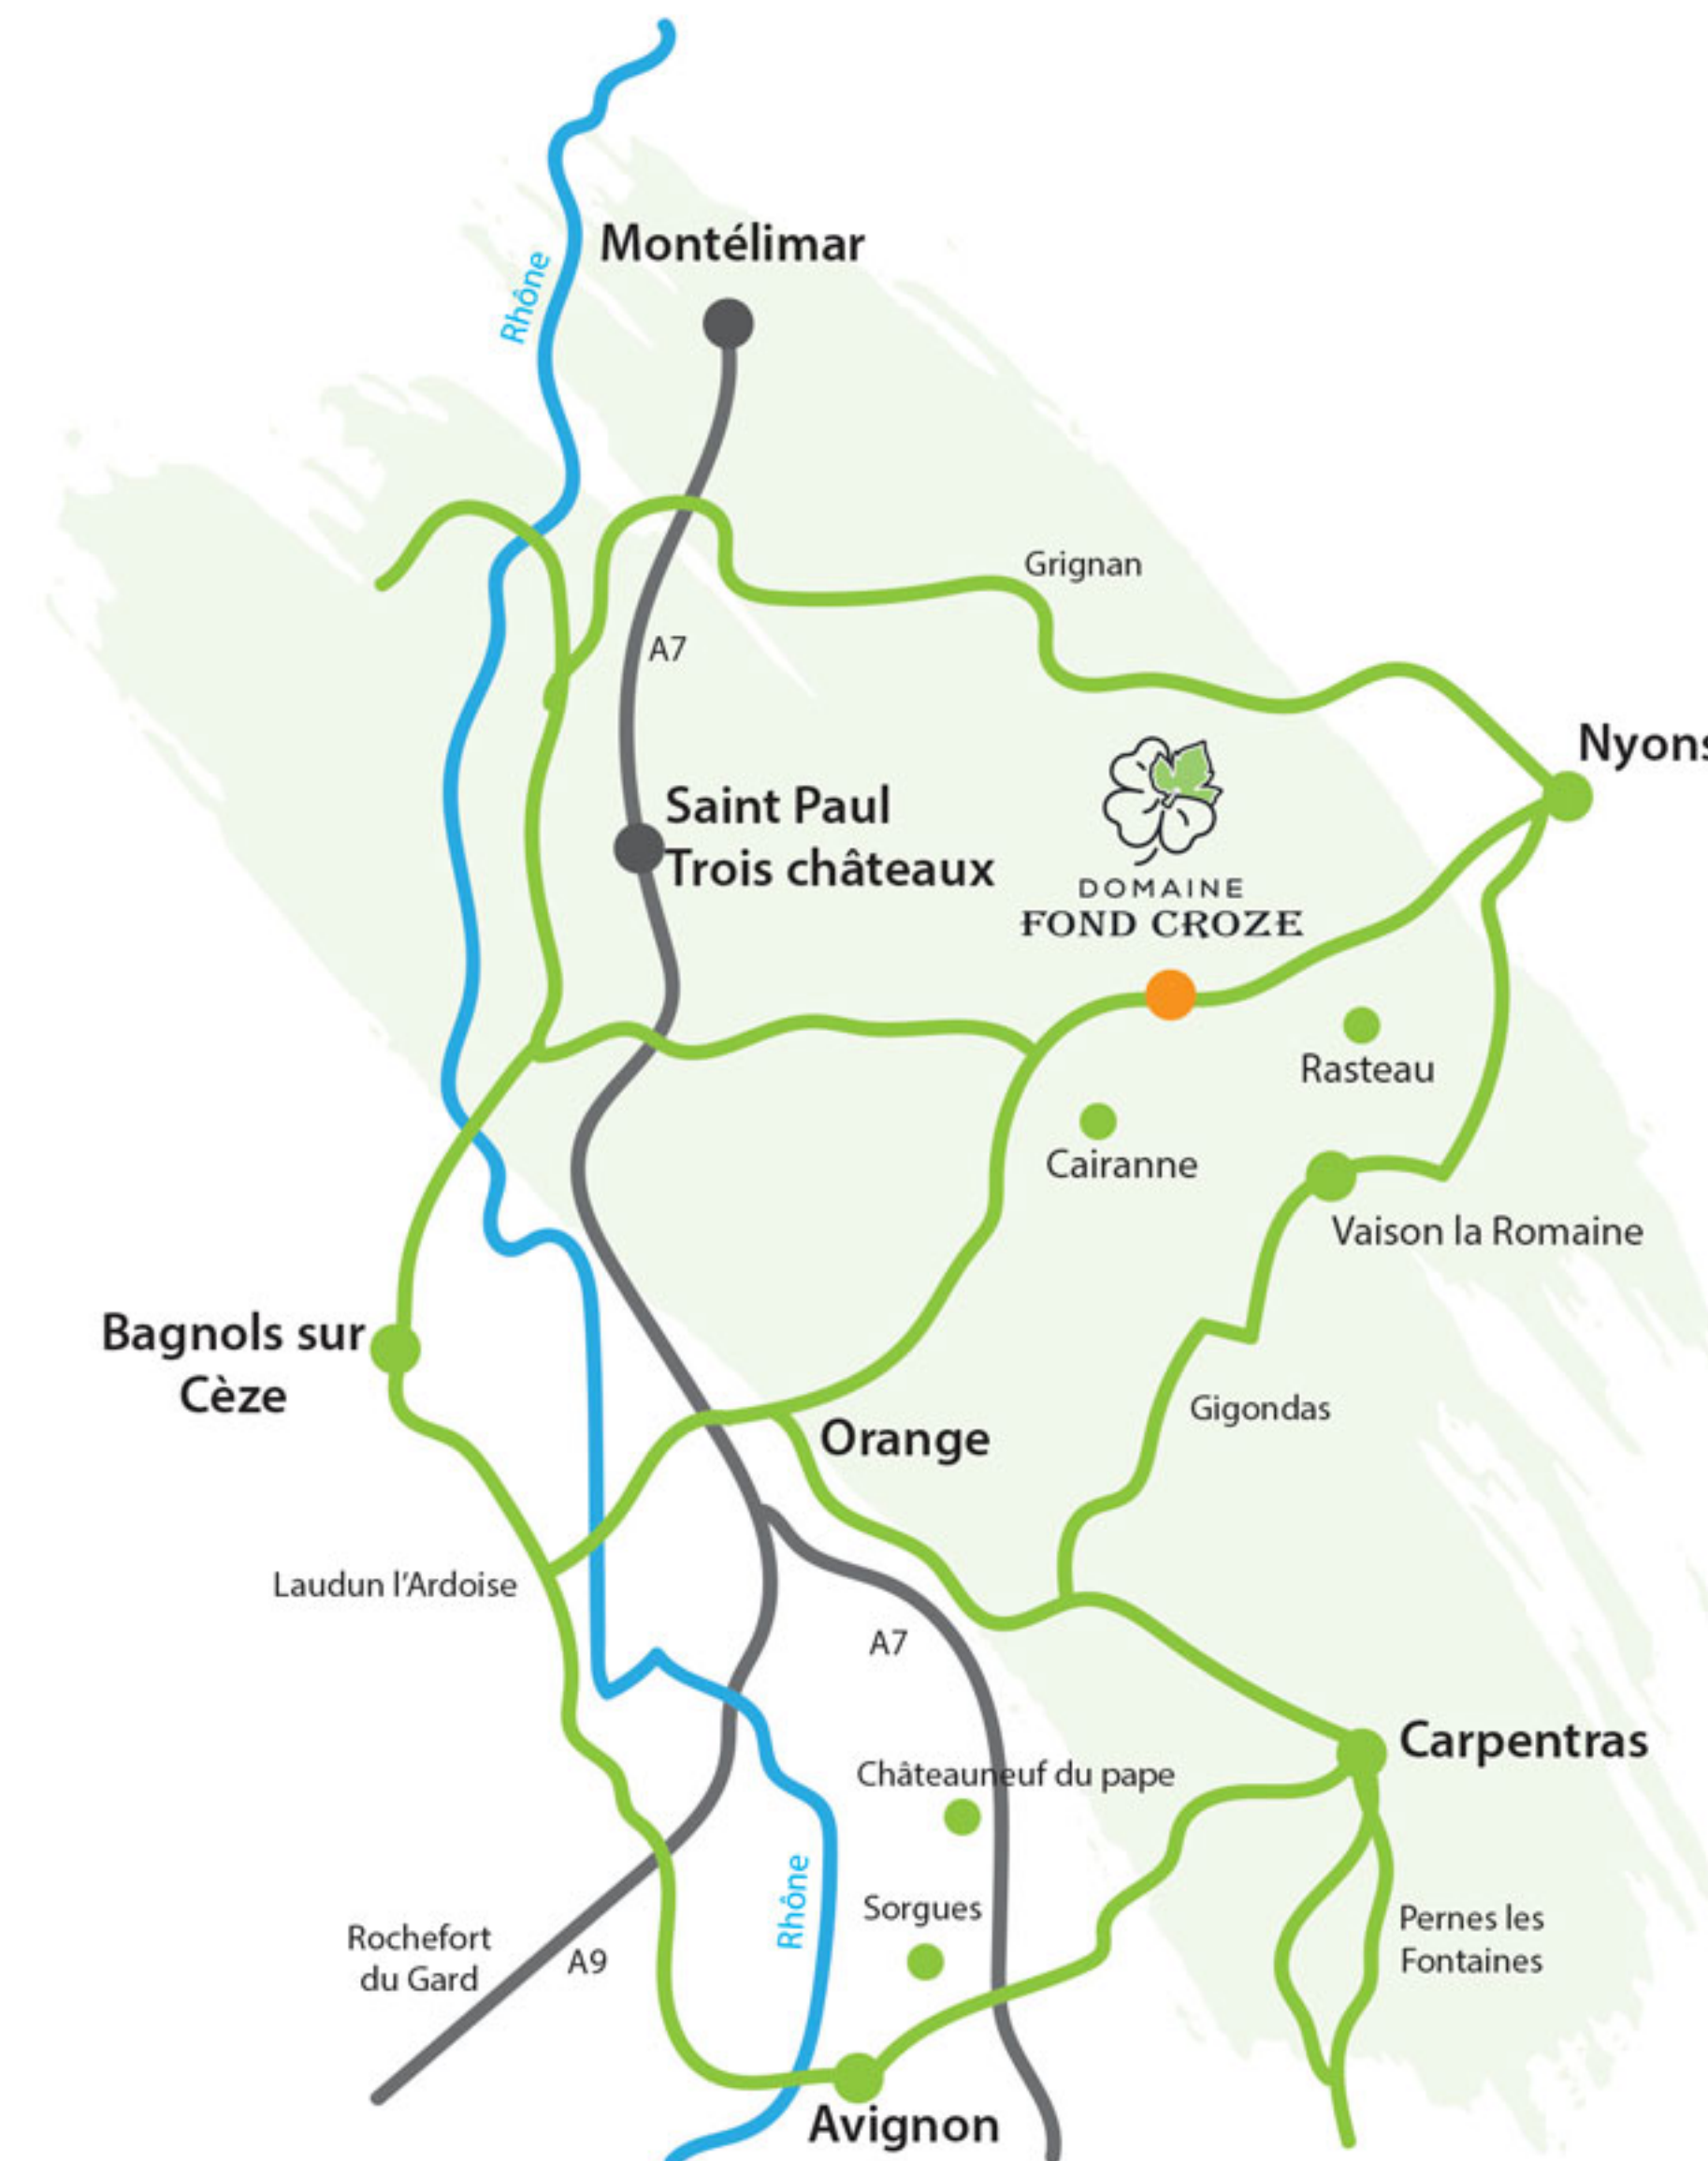 Montélimar
Rhône
Grignan
A7
Nyons
Saint Paul
Trois châteaux
DOMAINE
FOND CROZE
Rasteau
Cairanne
Vaison la Romaine
Bagnols sur
Cèze
Gigondas
Orange
Laudun l'Ardoise
A7
Carpentras
Châteauneuf du pape
Rhône
Sorgues
Pernes les
Fontaines
Rochefort
du Gard
A9
Avignon